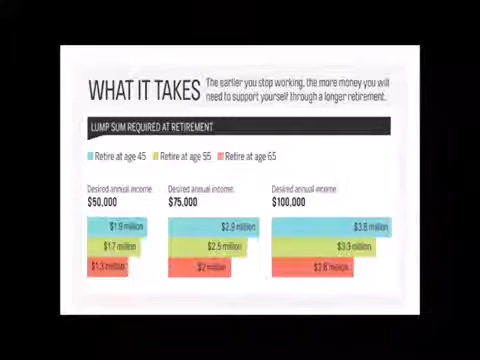 WHAT IT TAKES
The earlier you stop working, the more money you will
need to support yourself through a longer retirement.
LUMP SUM REQUIRED AT RETIREMENT
Retire at age 45 Retire at age 55 Retire at age 65
Desired annual income: Desired annual income: Desired annual income:
$50,000 $75,000 $100,000
$1.9 million $2.9 million $3.8 million
$1.7 million $2.5 million $3.3 million
$1.3 million $2 million $2.6 million